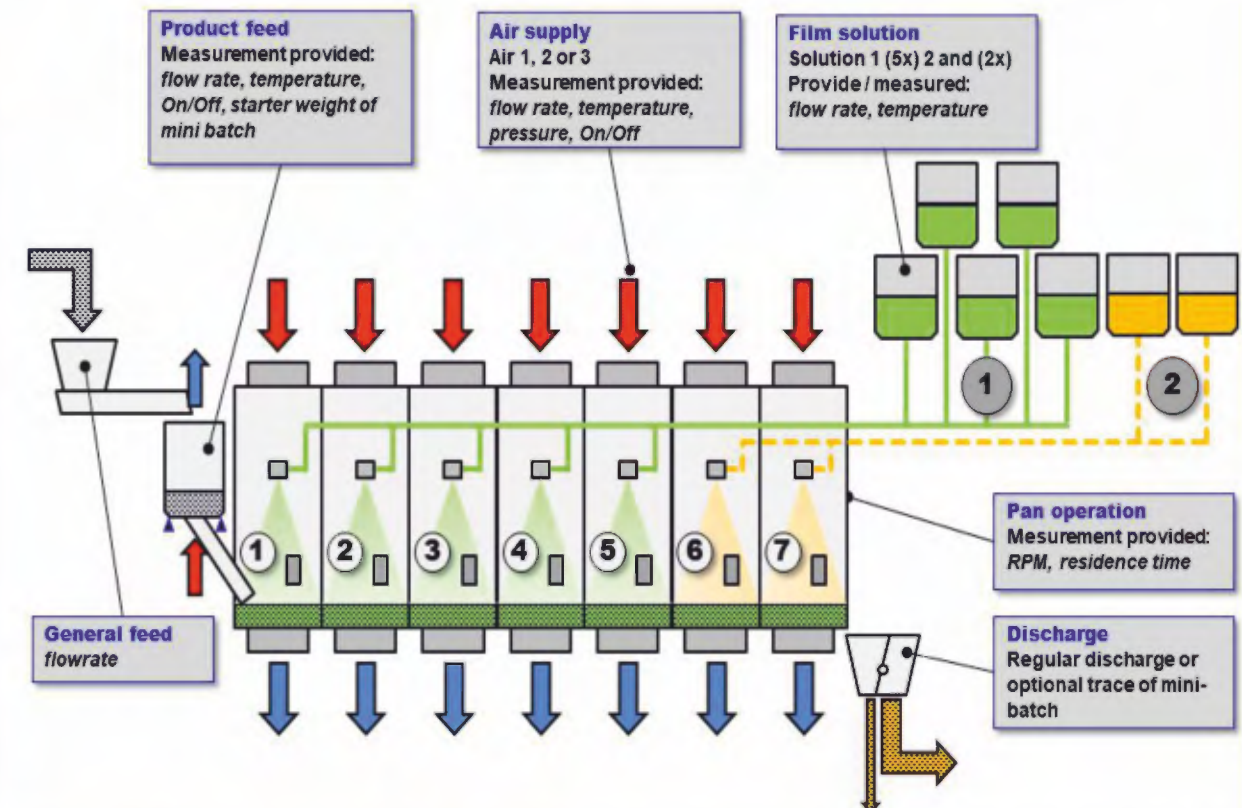 Product feed
Measurement provided:
flow rate, temperature,
On/Off, starter weight of
mini batch
Air supply
Air 1, 2 or 3
Measurement provided:
flow rate, temperature,
pressure, On/Off
Film solution
Solution 1 (5x) 2 and (2x)
Provide / measured:
flow rate, temperature
1
2
1
2
3
4
5
6
7
Pan operation
Mesurement provided:
RPM, residence time
General feed
flowrate
Discharge
Regular discharge or
optional trace of mini-
batch